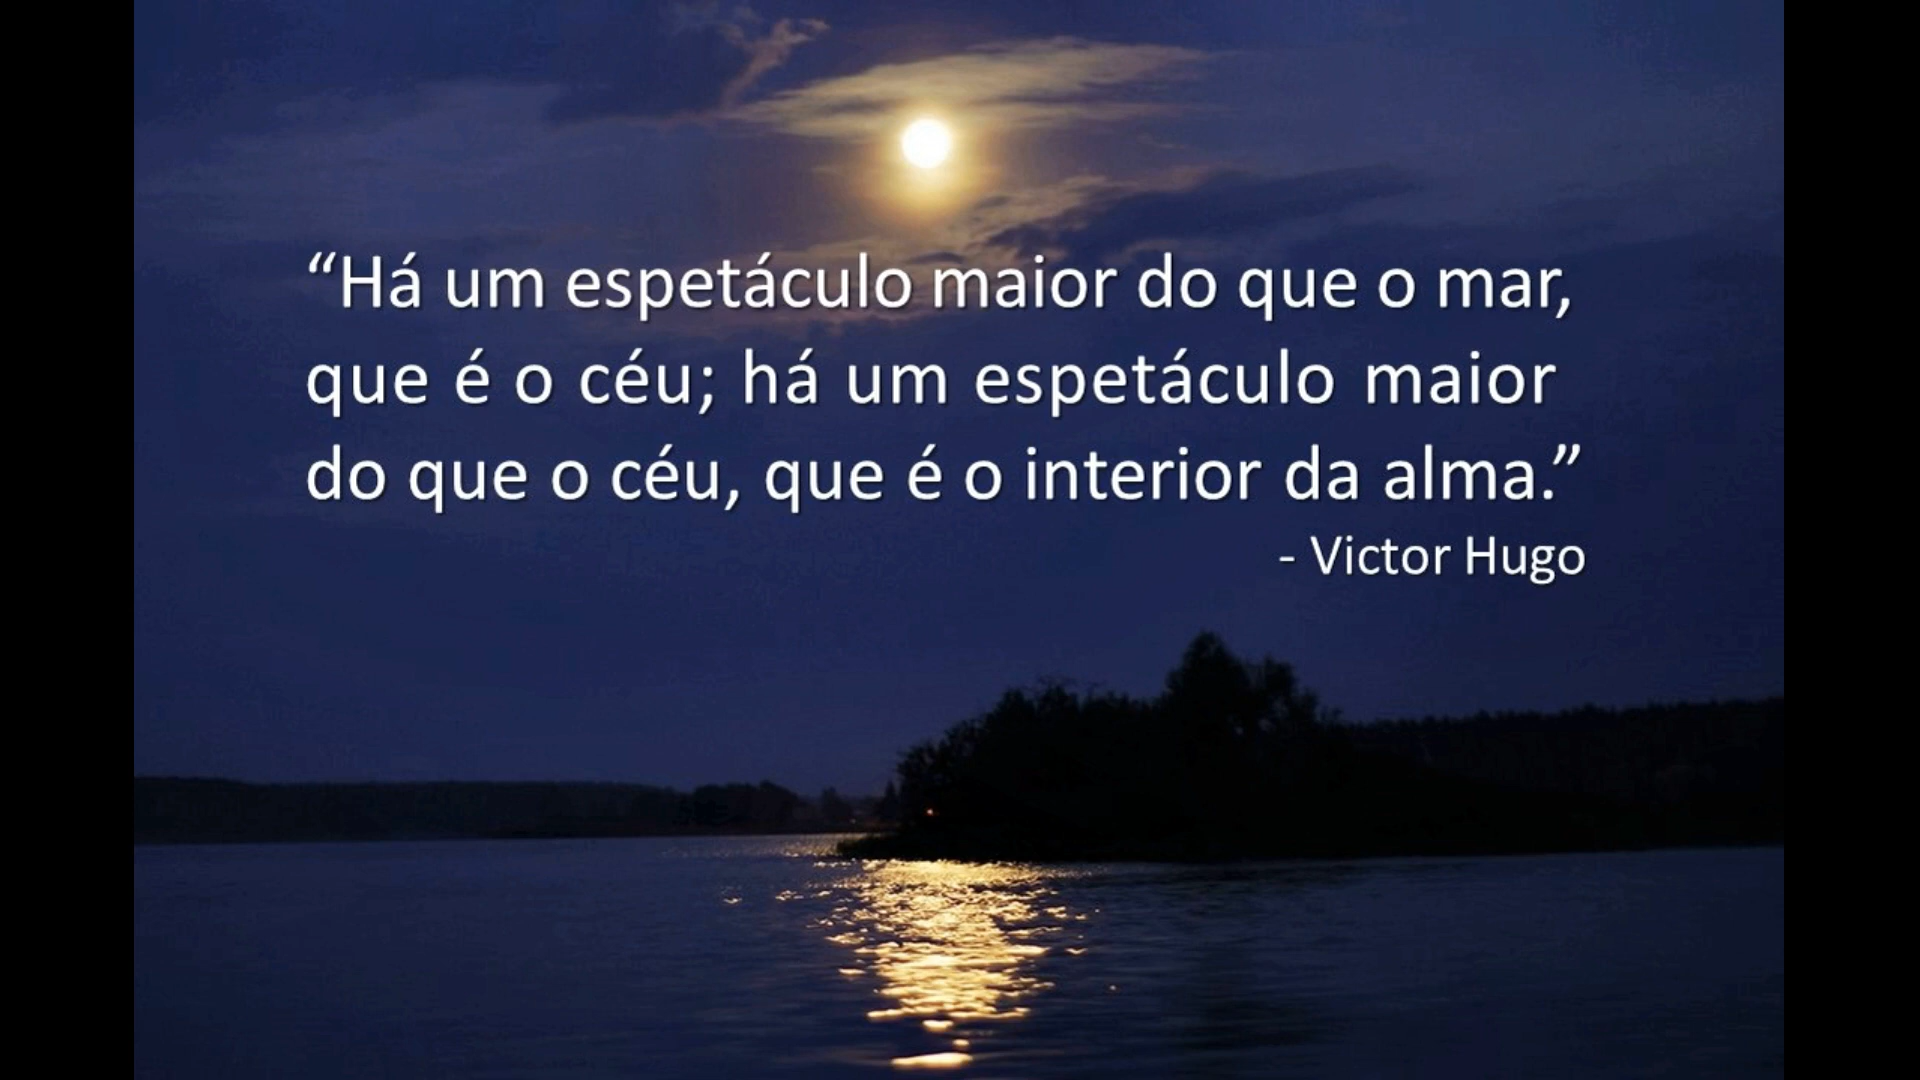 “Há um espetáculo maior do que o mar,
que é o céu; há um espetáculo maior
do que o céu, que é o interior da alma.”
- Victor Hugo